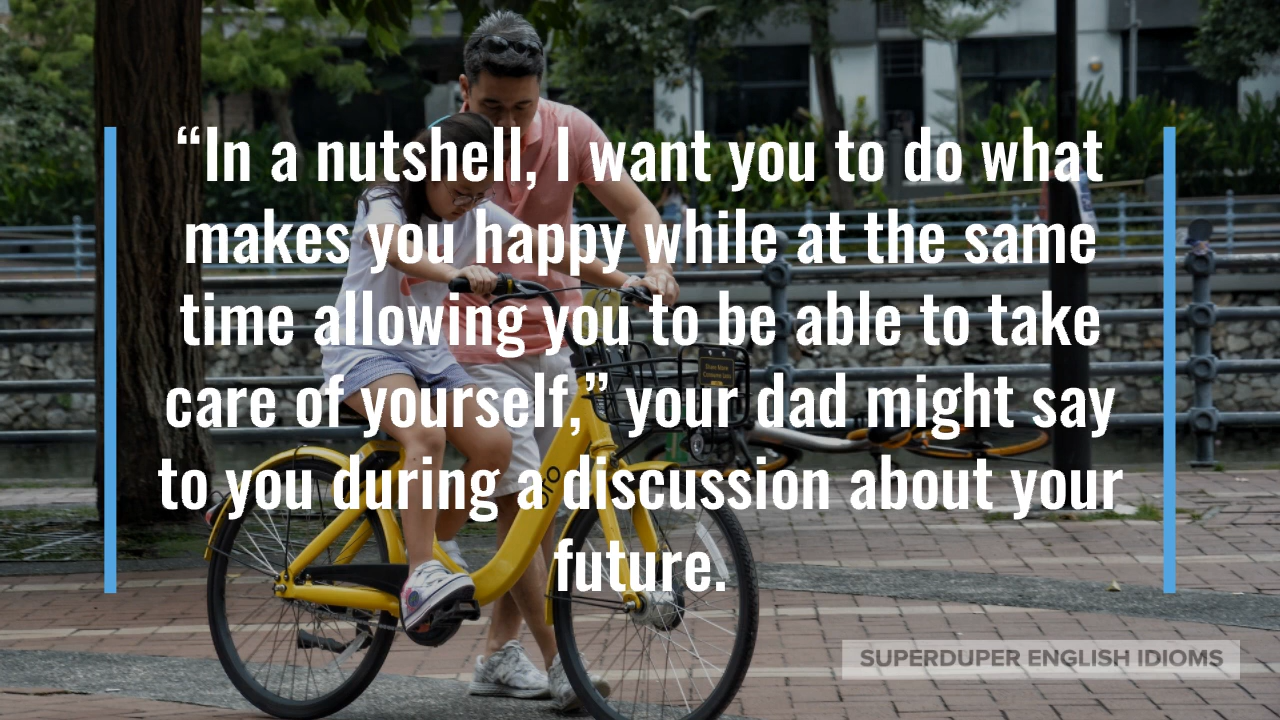 “In a nutshell, I want you to do what
makes you happy while at the same
time allowing you to be able to take
care of yourself,” your dad might say
to you during a discussion about your
future.
SUPERDUPER ENGLISH IDIOMS